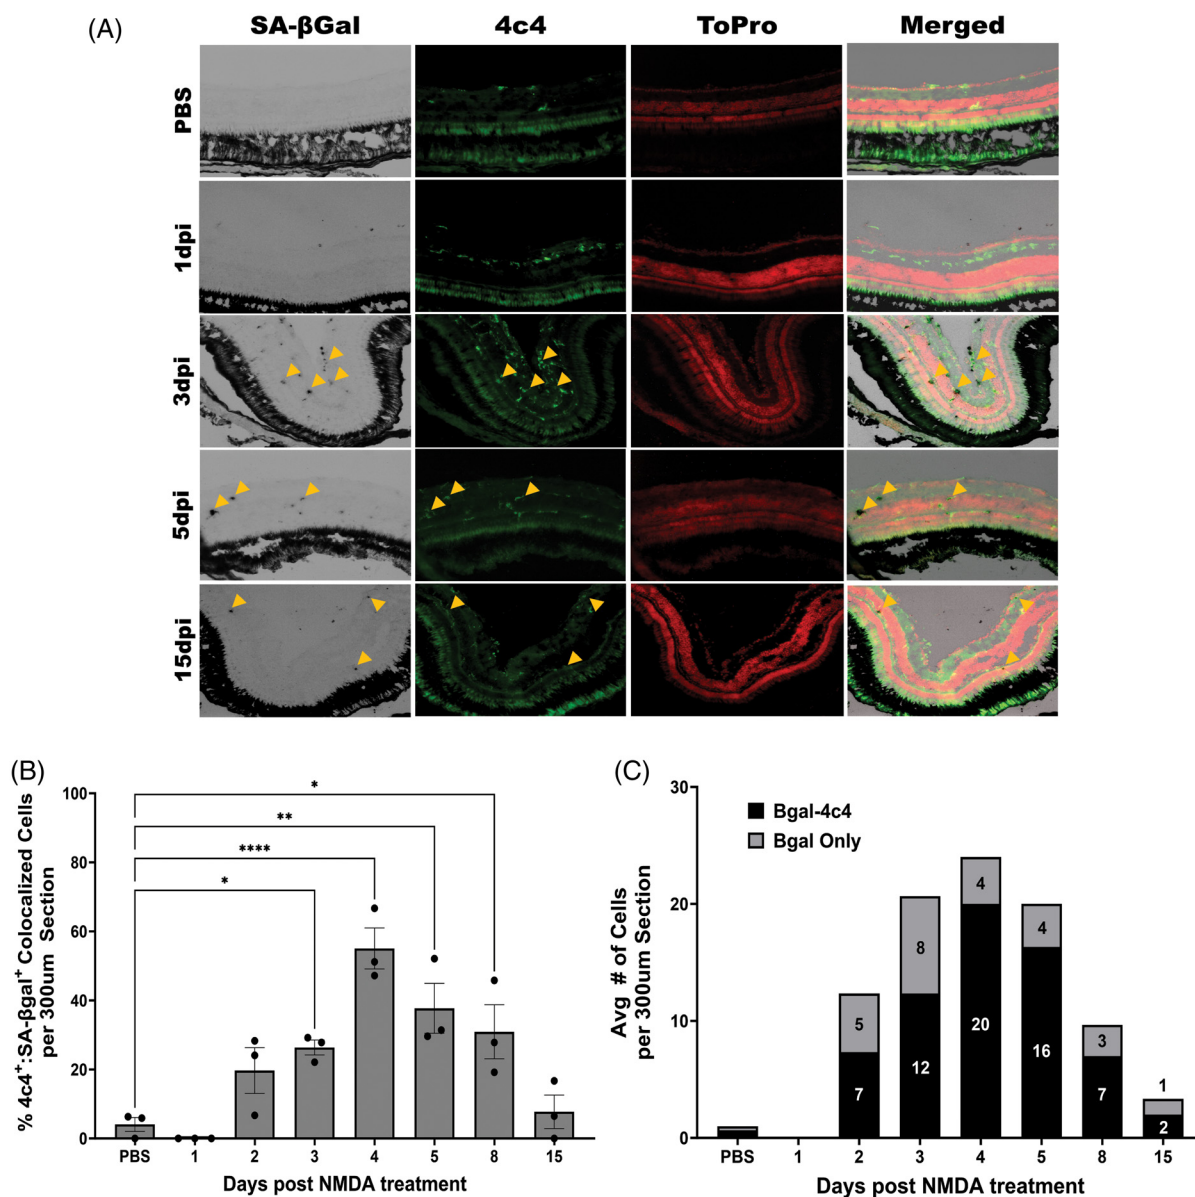 (A)
SA-βGal 4c4 ToPro Merged
PBS
1dpi
3dpi
5dpi
15dpi
(B)
% 4c4+:SA-βgal+ Colocalized Cells
per 300um Section
100
80
60
40
20
0
*
**
****
*
PBS 1 2 3 4 5 8 15
Days post NMDA treatment
(C)
Avg # of Cells
per 300um Section
30
20
10
0
Bgal-4c4
Bgal Only
5
7
8
12
4
20
4
16
3
7
1
2
PBS 1 2 3 4 5 8 15
Days post NMDA treatment